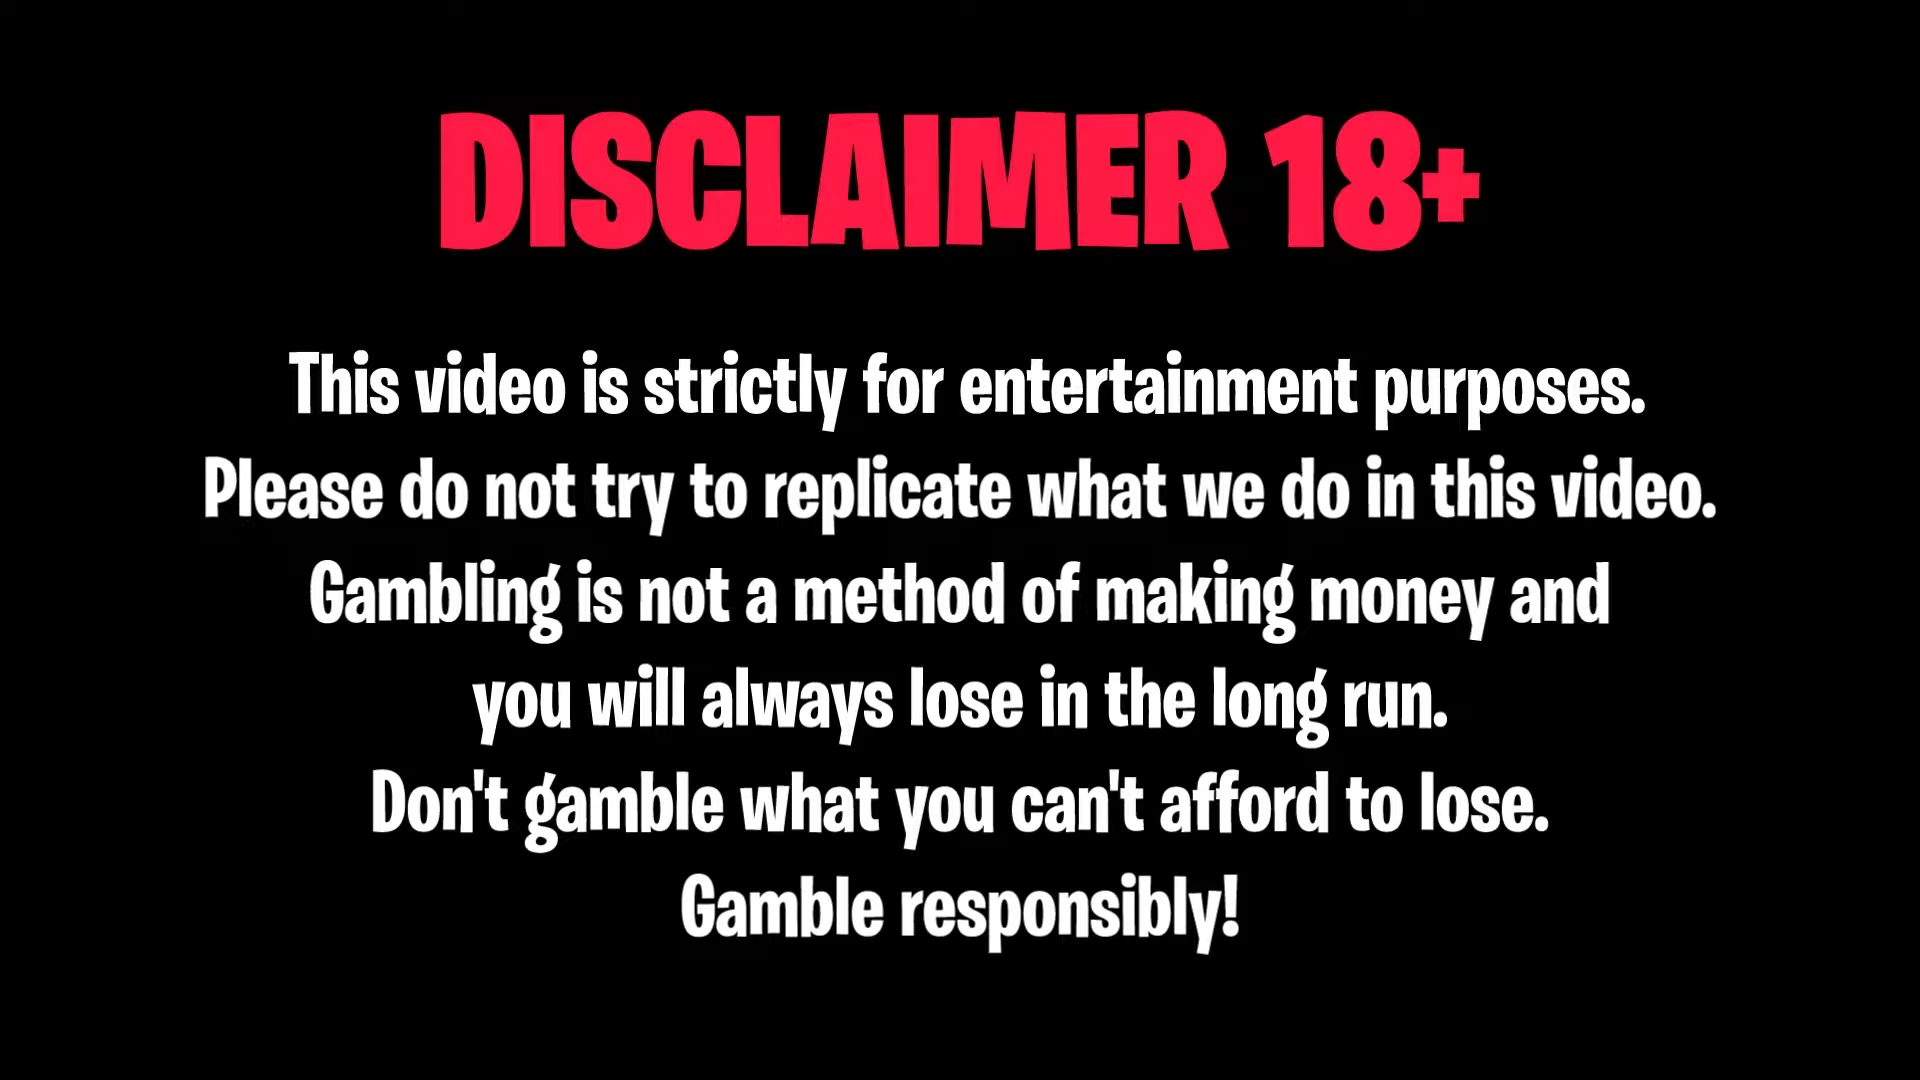 DISCLAIMER 18+
This video is strictly for entertainment purposes.
Please do not try to replicate what we do in this video.
Gambling is not a method of making money and
you will always lose in the long run.
Don't gamble what you can't afford to lose.
Gamble responsibly!